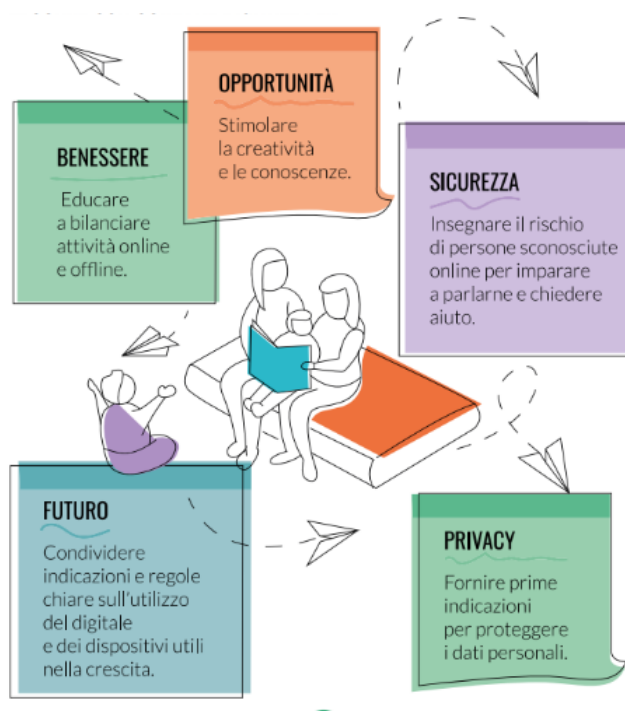 OPPORTUNITÀ
Stimolare
la creatività
e le conoscenze.
BENESSERE
Educare
a bilanciare
attività online
e offline.
SICUREZZA
Insegnare il rischio
di persone sconosciute
online per imparare
a parlarne e chiedere
aiuto.
FUTURO
Condividere
indicazioni e regole
chiare sull'utilizzo
del digitale
e dei dispositivi utili
nella crescita.
PRIVACY
Fornire prime
indicazioni
per proteggere
i dati personali.